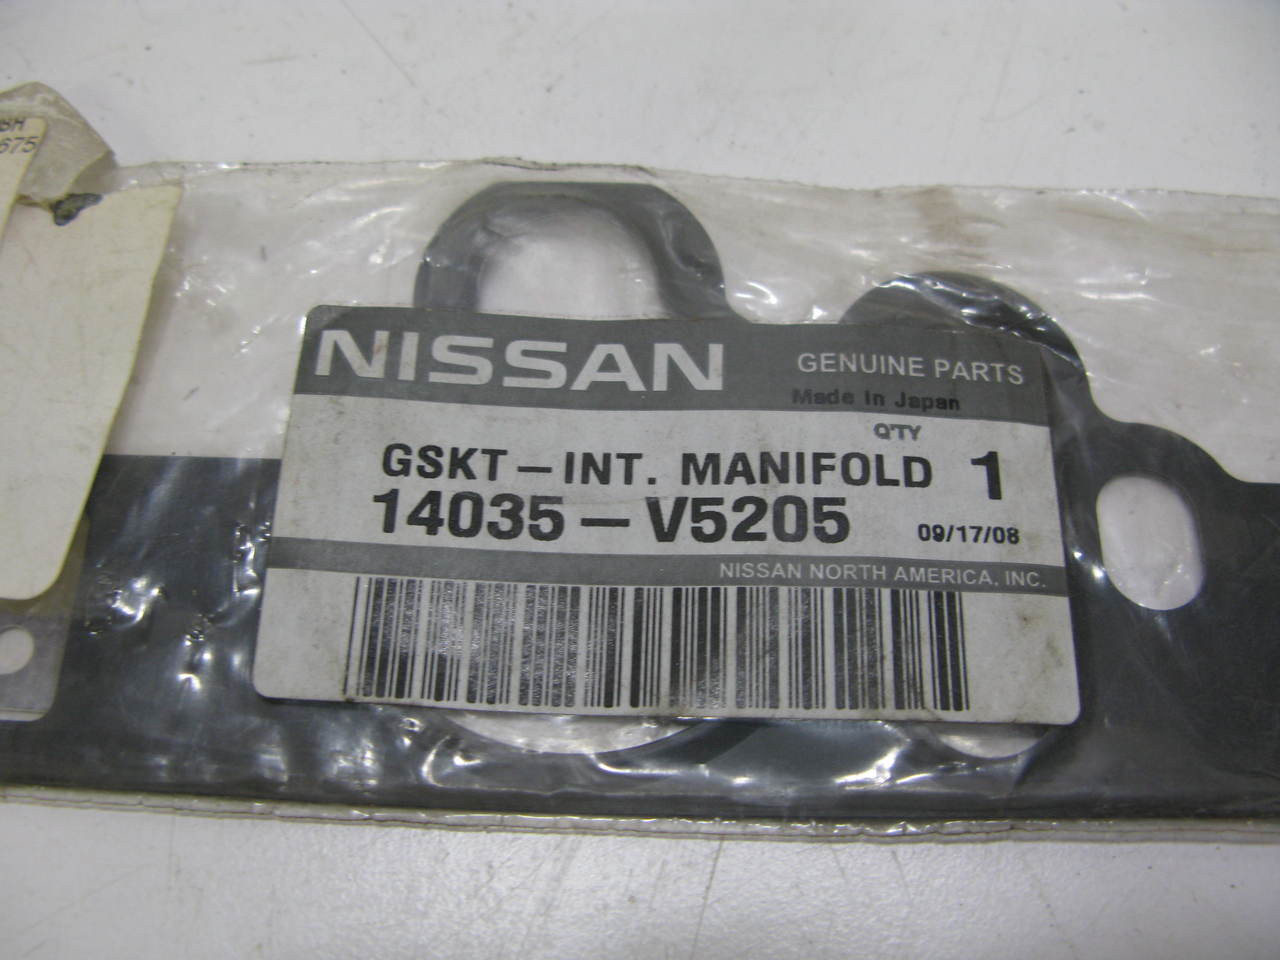 675
NISSAN
GENUINE PARTS
Made In Japan
Q'TY
GSKT-INT. MANIFOLD 1
14035-V5205 09/17/08
NISSAN NORTH AMERICA, INC.